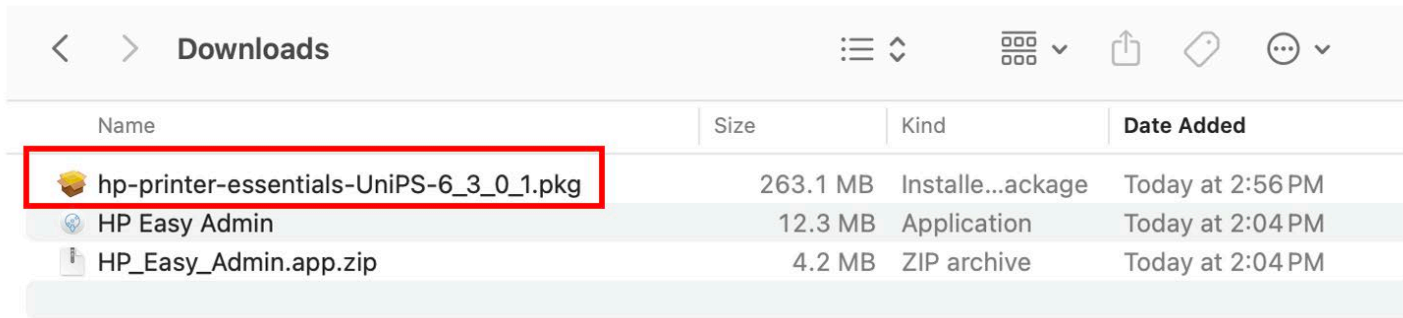 Downloads
Name Size Kind Date Added
hp-printer-essentials-UniPS-6_3_0_1.pkg 263.1 MB Installe...ackage Today at 2:56 PM
HP Easy Admin 12.3 MB Application Today at 2:04 PM
HP_Easy_Admin.app.zip 4.2 MB ZIP archive Today at 2:04 PM